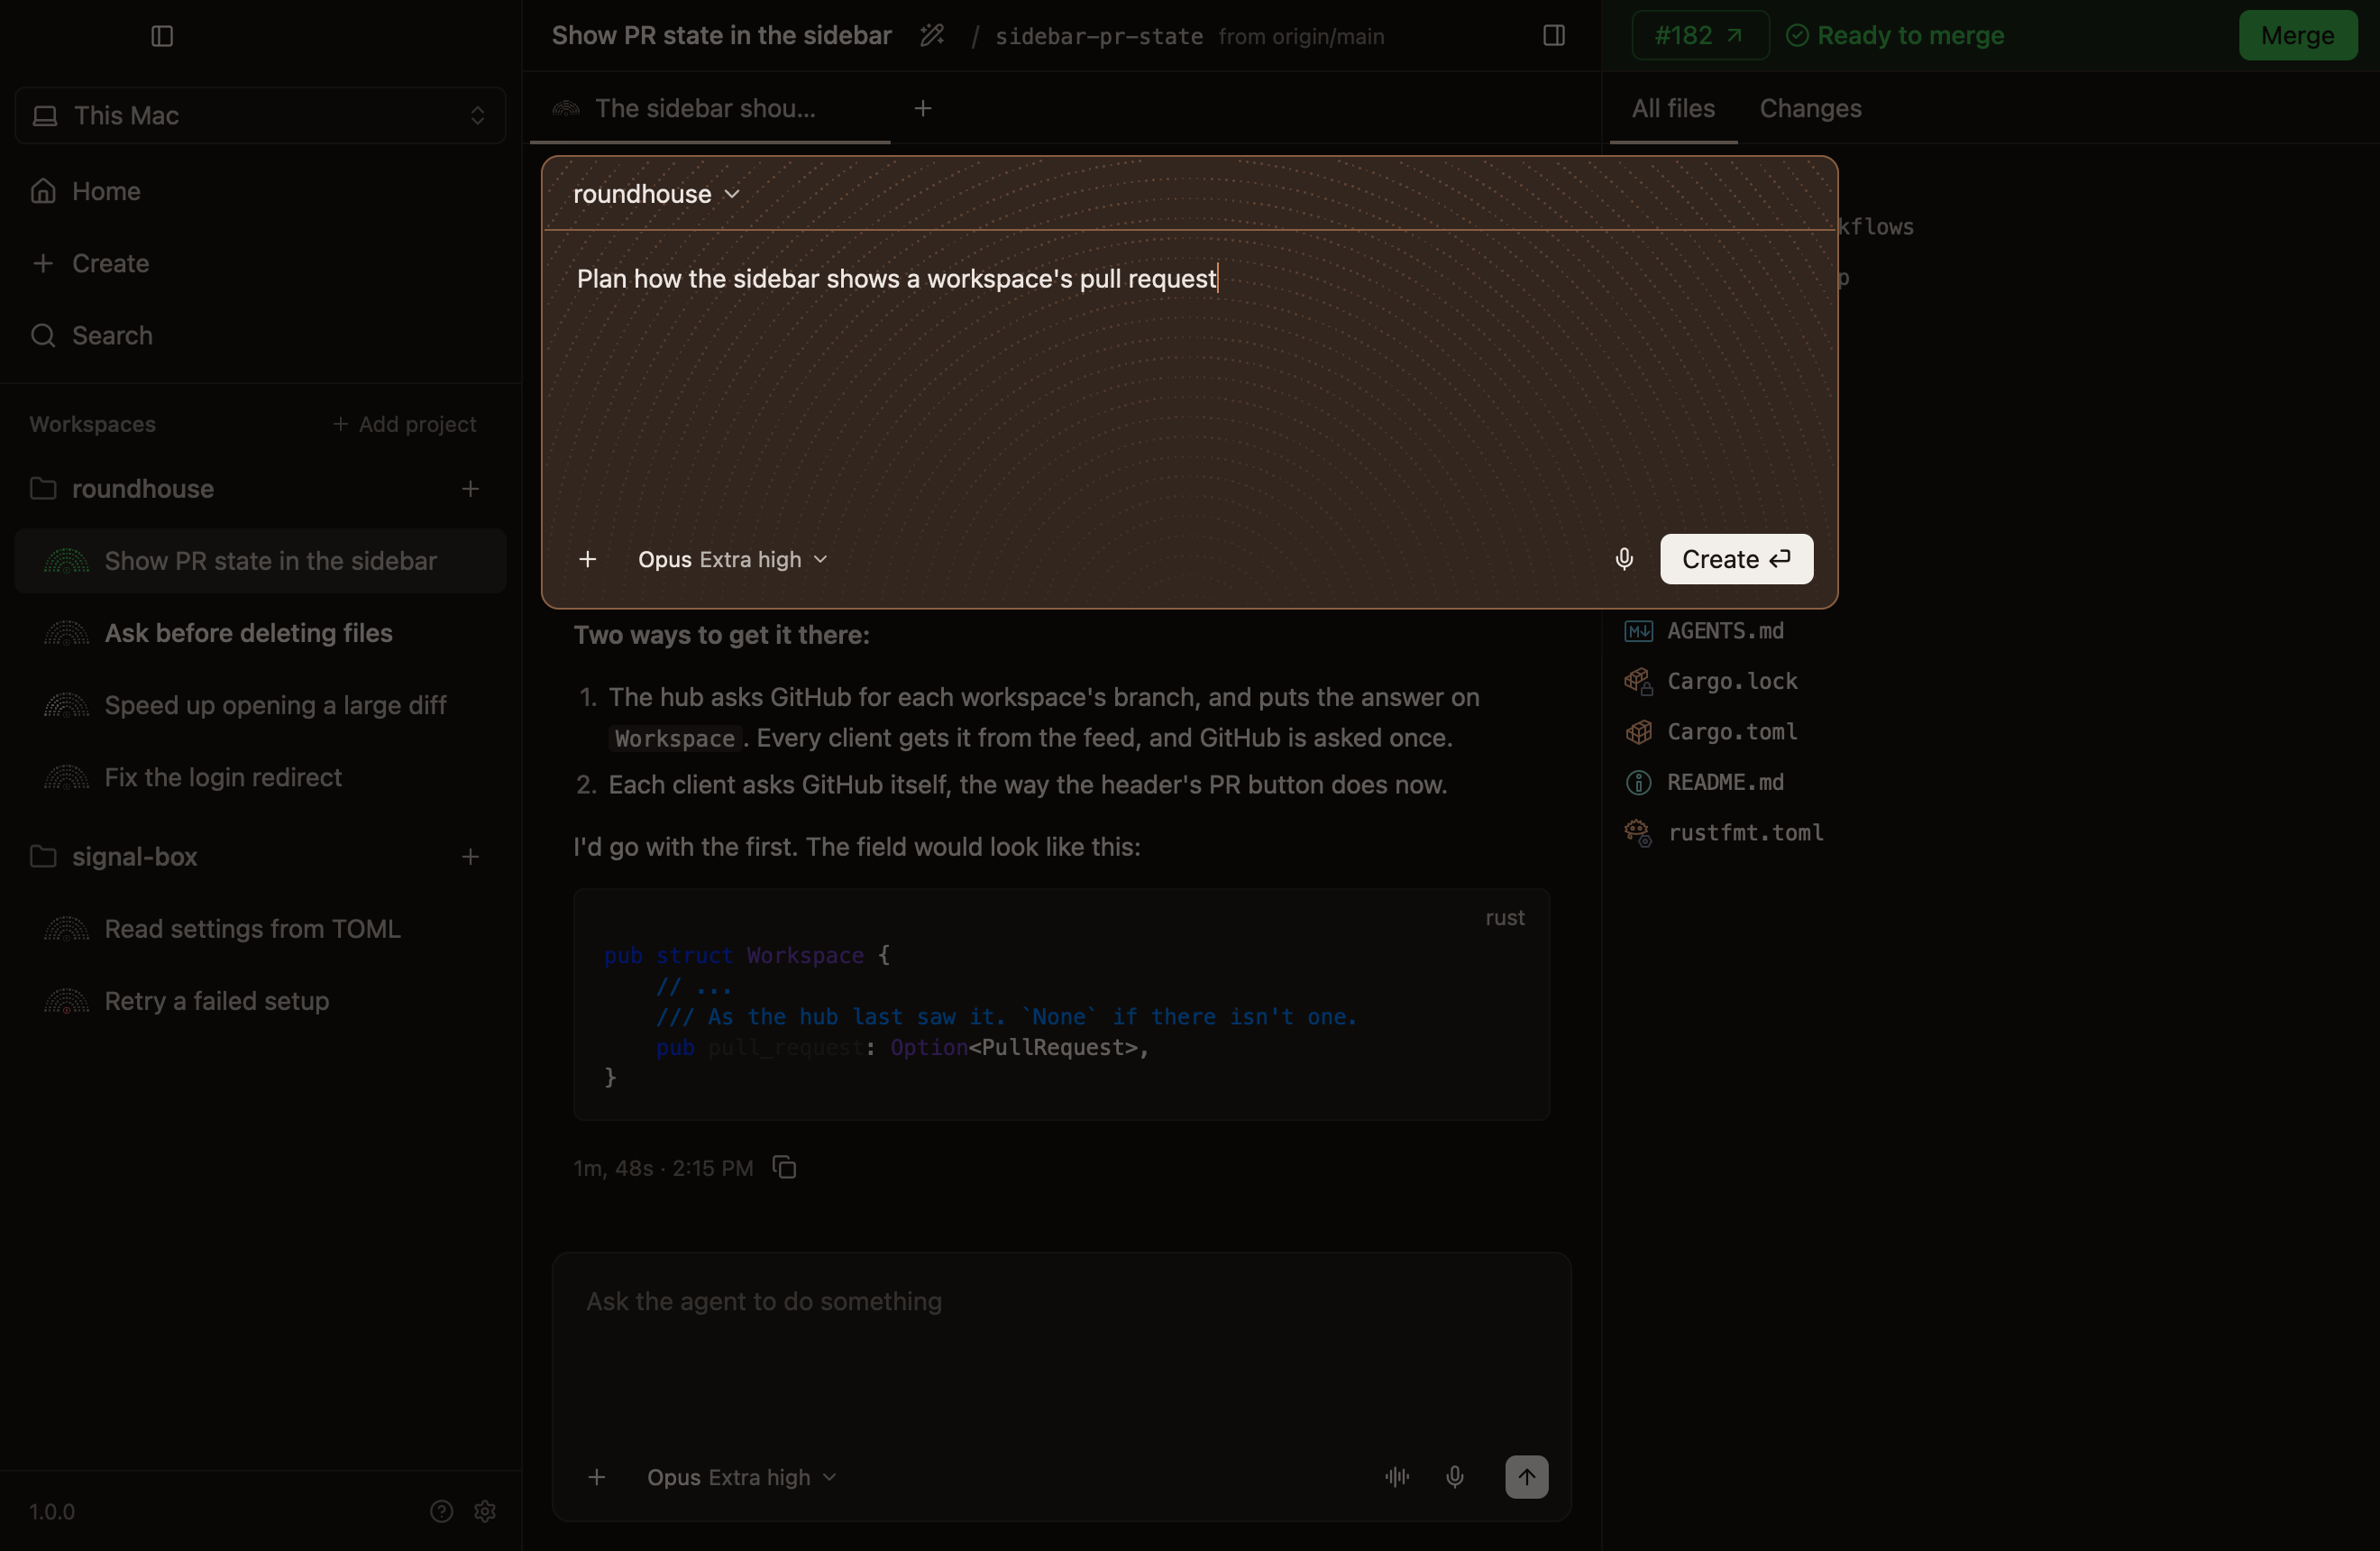 Show PR state in the sidebar / sidebar-pr-state from origin/main
#182 Ready to merge
Merge
This Mac
Home
Create
Search
Workspaces
Add project
roundhouse
Show PR state in the sidebar
Ask before deleting files
Speed up opening a large diff
Fix the login redirect
signal-box
Read settings from TOML
Retry a failed setup
1.0.0
The sidebar shou...
roundhouse
Plan how the sidebar shows a workspace's pull request
Opus Extra high
Create
Two ways to get it there:
1. The hub asks GitHub for each workspace's branch, and puts the answer on
Workspace. Every client gets it from the feed, and GitHub is asked once.
2. Each client asks GitHub itself, the way the header's PR button does now.
I'd go with the first. The field would look like this:
rust
pub struct Workspace {
// ...
/// As the hub last saw it. `None` if there isn't one.
pub pull_request: Option<PullRequest>,
}
1m, 48s · 2:15 PM
Ask the agent to do something
Opus Extra high
All files
Changes
kflows
p
AGENTS.md
Cargo.lock
Cargo.toml
README.md
rustfmt.toml